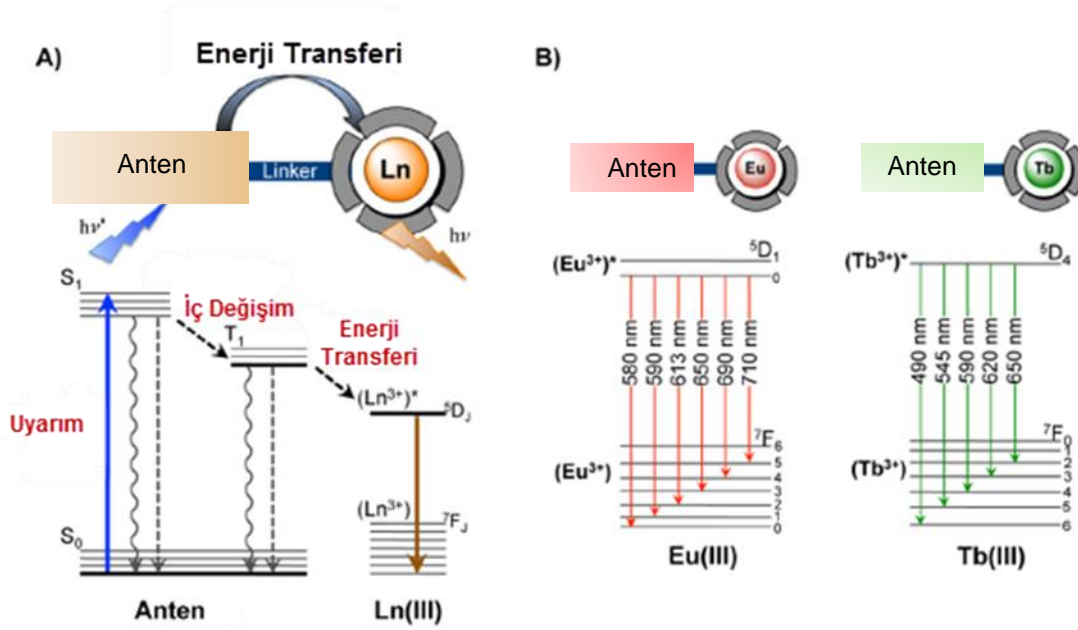 A)
Enerji Transferi
Anten
Linker
Ln
hν*
hν
S1
İç Değişim
T1
Enerji
Transferi
(Ln3+)*
5DJ
Uyarım
(Ln3+)
7FJ
S0
Anten
Ln(III)
B)
Anten
Eu
Anten
Tb
(Eu3+)*
5D1
0
580 nm
590 nm
613 nm
650 nm
690 nm
710 nm
7F6
5
4
3
2
1
0
(Eu3+)
Eu(III)
(Tb3+)*
5D4
490 nm
545 nm
590 nm
620 nm
650 nm
7F0
1
2
3
4
5
6
(Tb3+)
Tb(III)